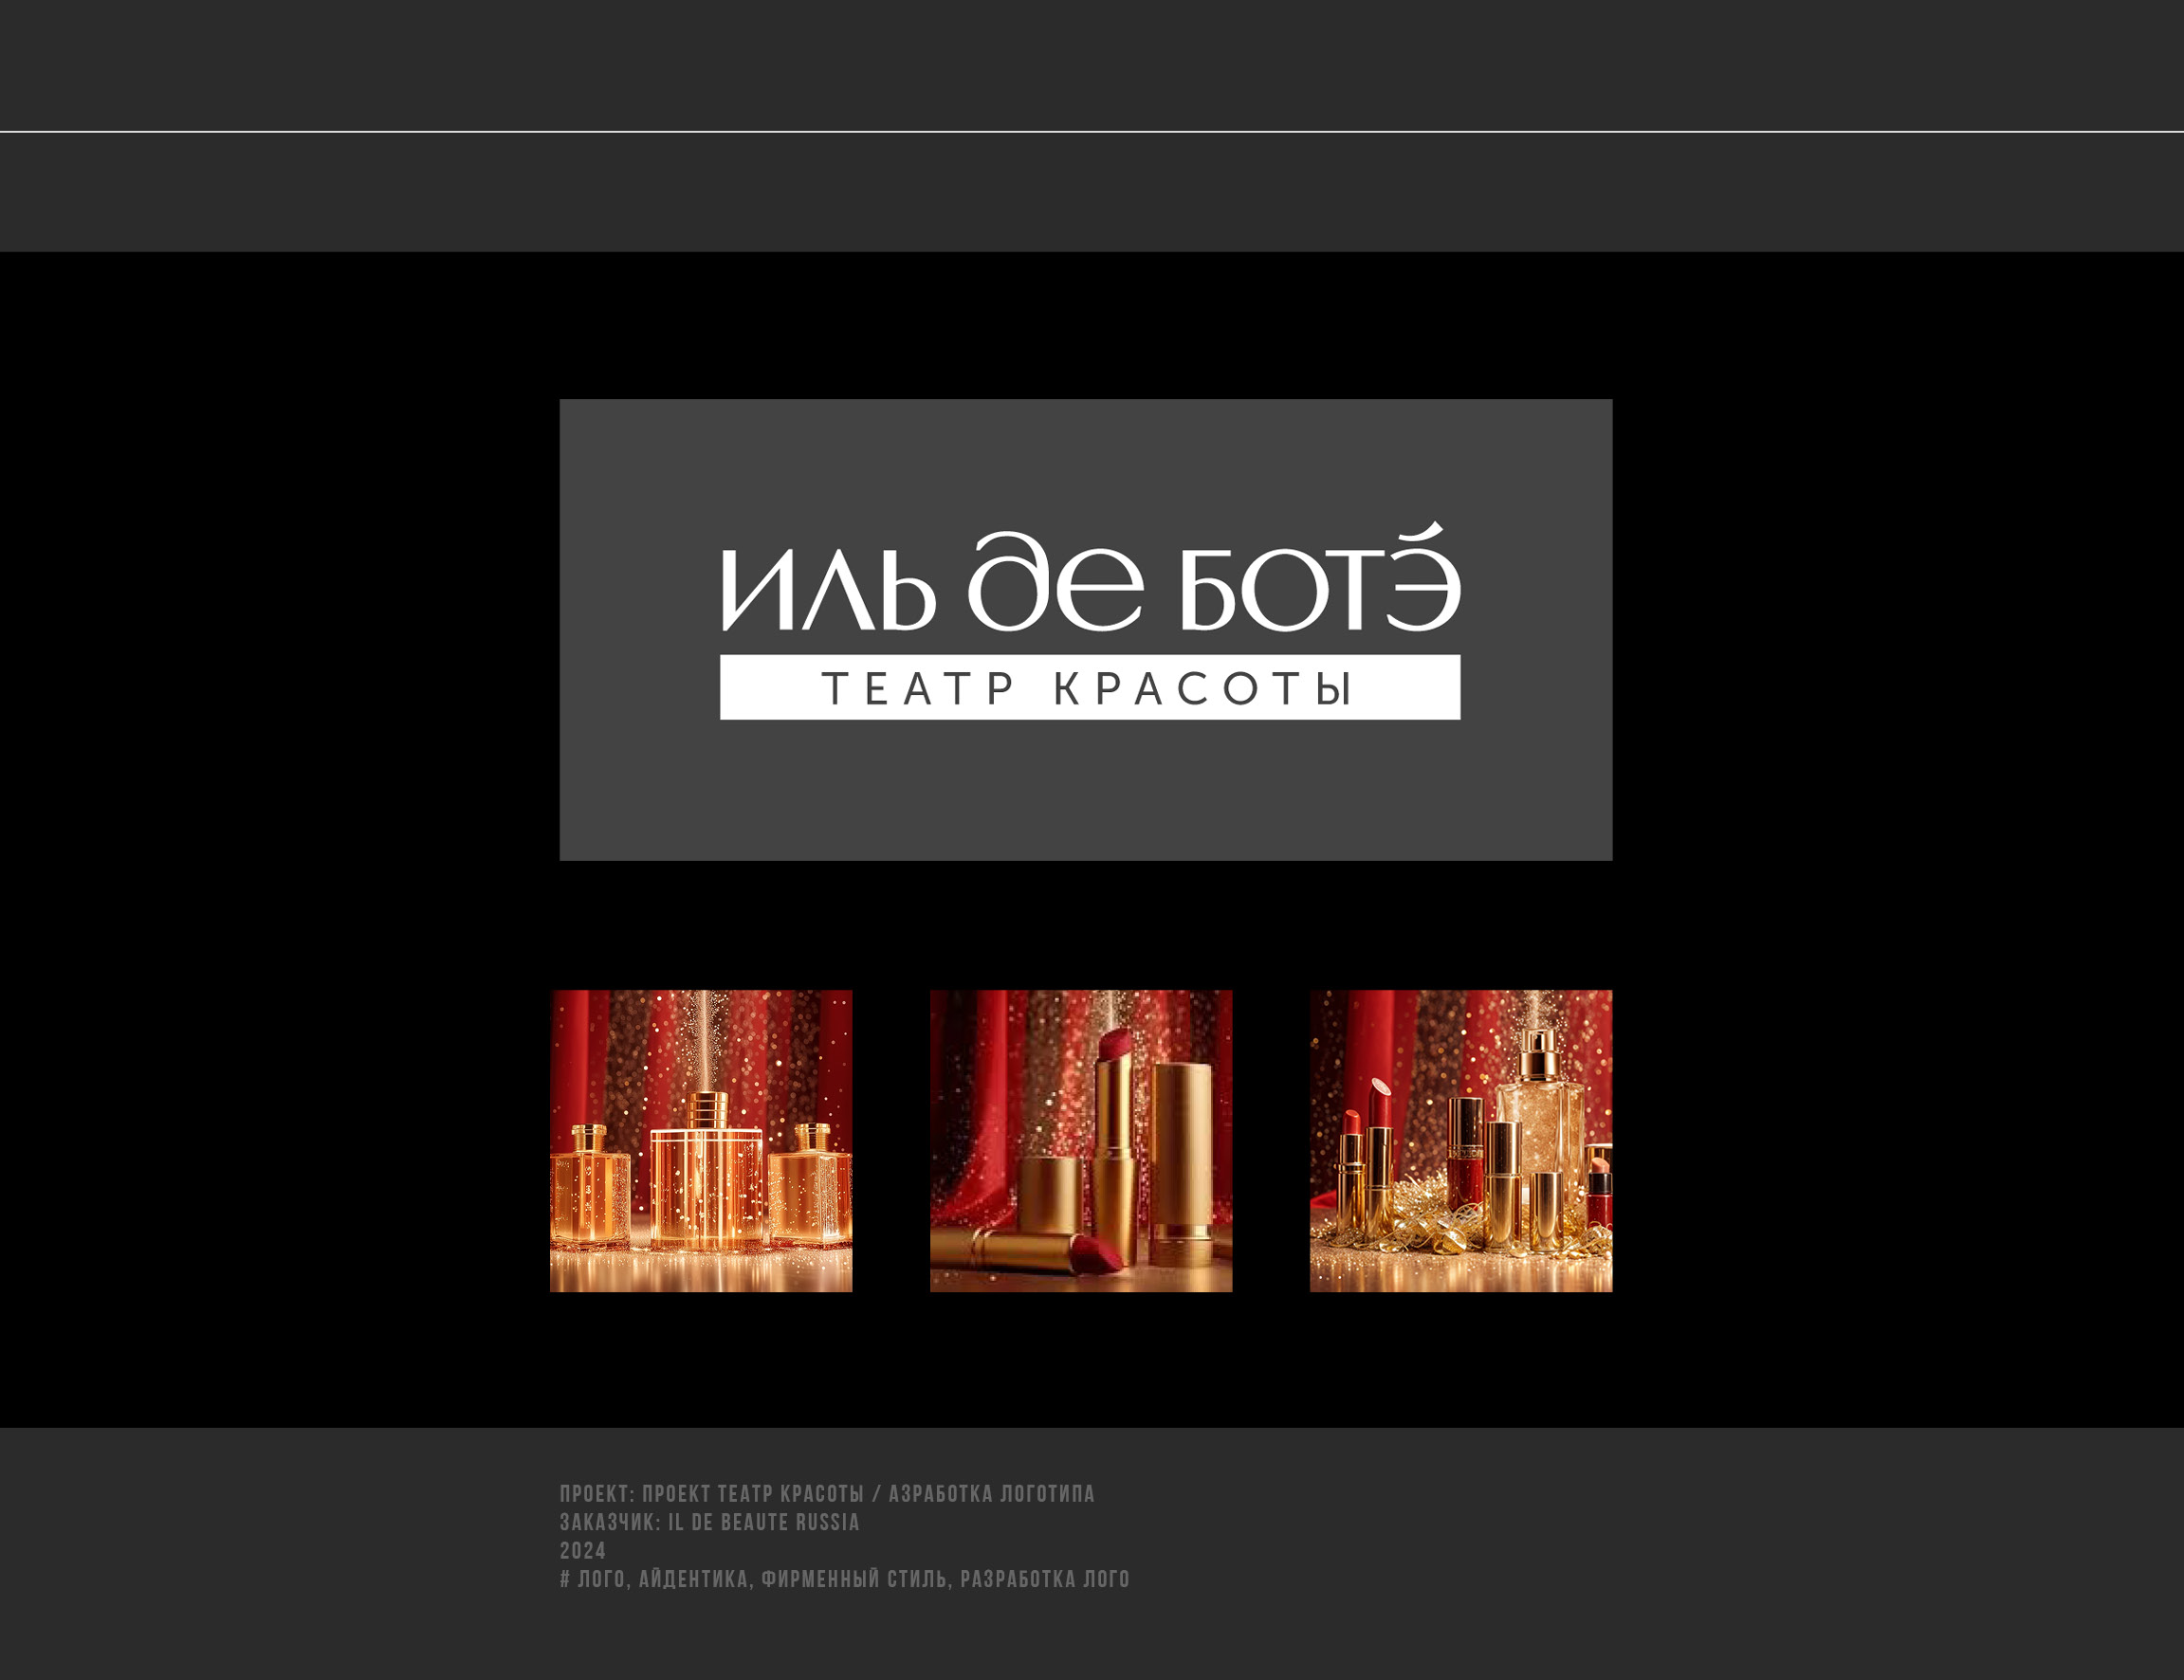 ИЛЬ де БОТЭ
ТЕАТР КРАСОТЫ
ПРОЕКТ: ПРОЕКТ ТЕАТР КРАСОТЫ / АЗРАБОТКА ЛОГОТИПА
ЗАКАЗЧИК: IL DE BEAUTE RUSSIA
2024
# ЛОГО, АЙДЕНТИКА, ФИРМЕННЫЙ СТИЛЬ, РАЗРАБОТКА ЛОГО